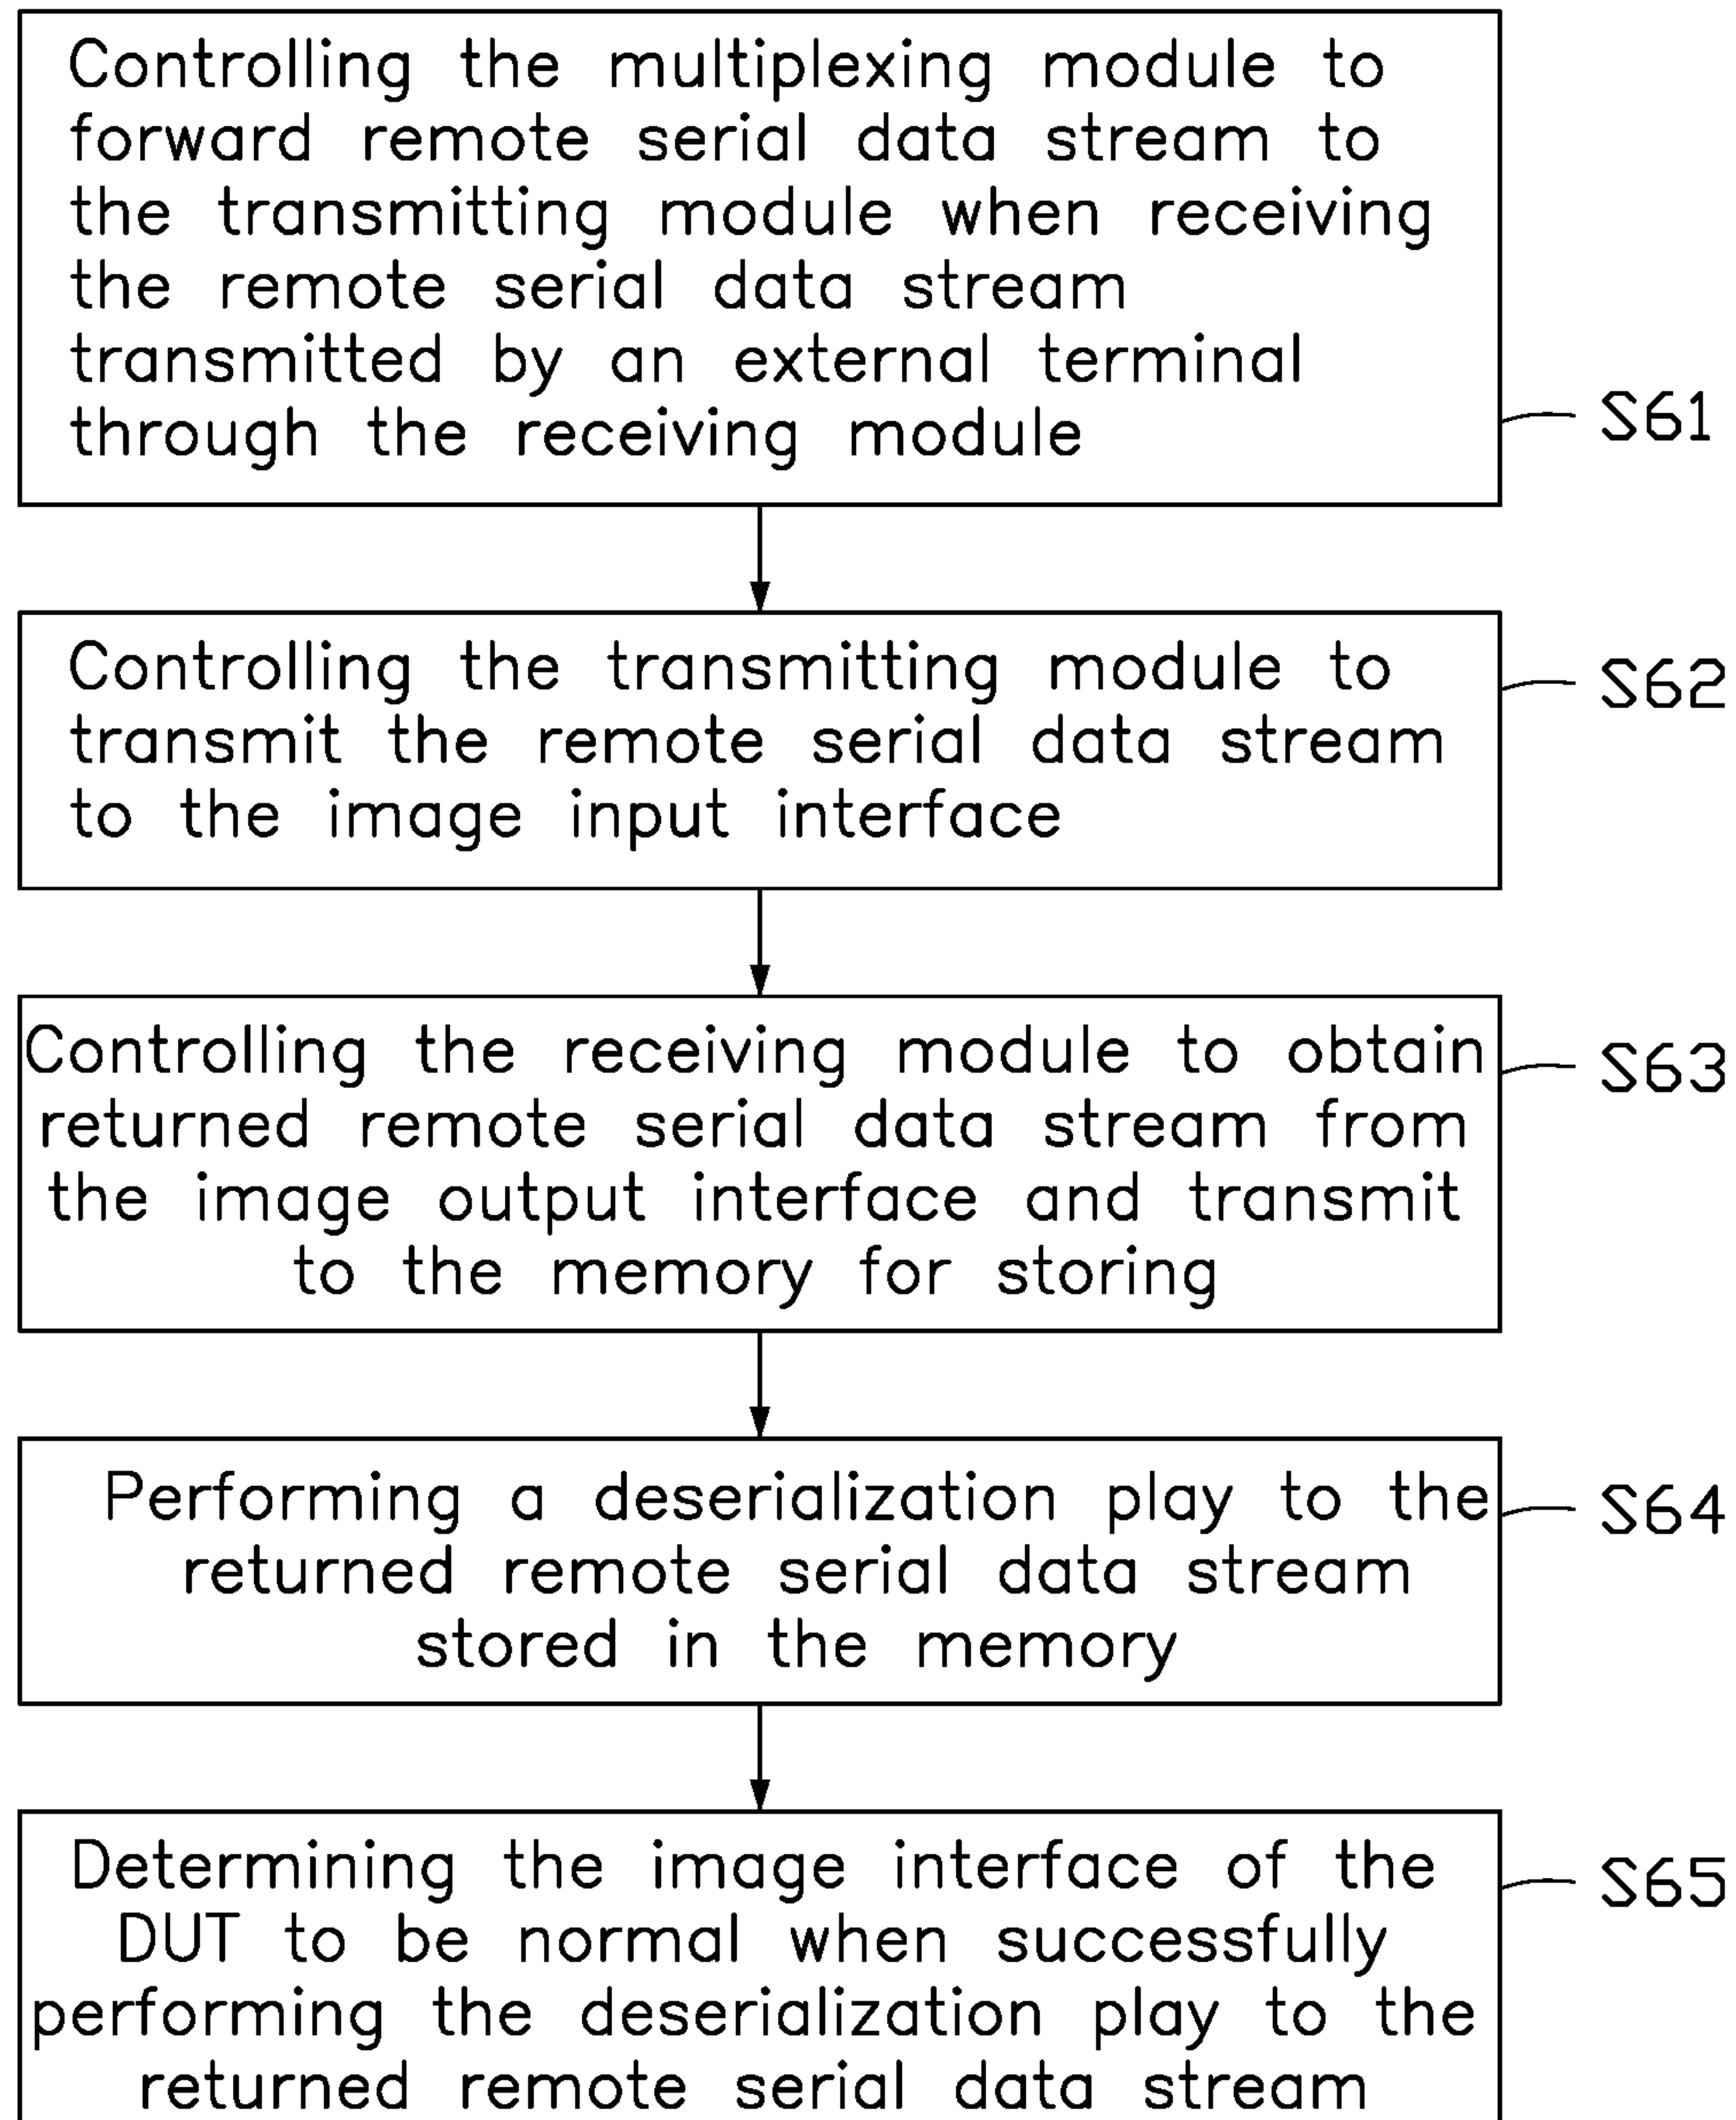 Controlling the multiplexing module to
forward remote serial data stream to
the transmitting module when receiving
the remote serial data stream
transmitted by an external terminal
through the receiving module
S61
Controlling the transmitting module to
transmit the remote serial data stream
to the image input interface
S62
Controlling the receiving module to obtain
returned remote serial data stream from
the image output interface and transmit
to the memory for storing
S63
Performing a deserialization play to the
returned remote serial data stream
stored in the memory
S64
Determining the image interface of the
DUT to be normal when successfully
performing the deserialization play to the
returned remote serial data stream
S65